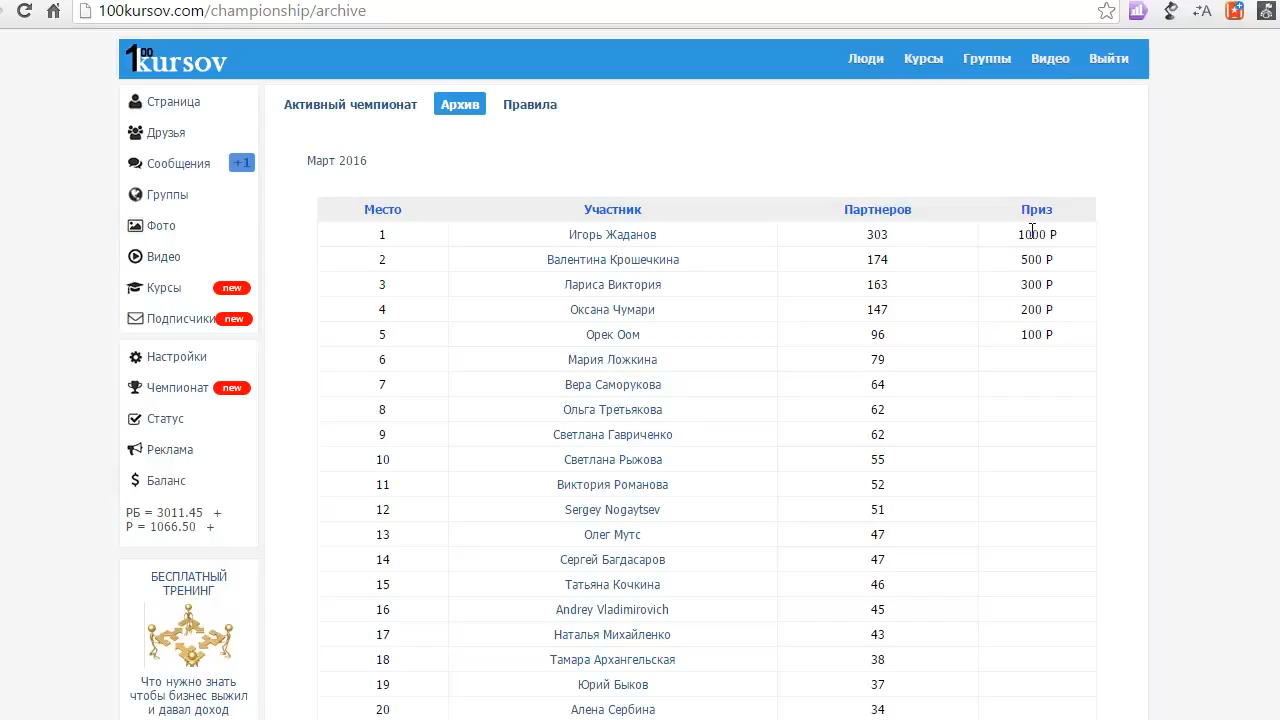 100kursov.com/championship/archive
100kursov
Люди Курсы Группы Видео Выйти
Страница
Друзья
Сообщения +1
Группы
Фото
Видео
Курсы new
Подписчики new
Настройки
Чемпионат new
Статус
Реклама
Баланс
РБ = 3011.45 +
Р = 1066.50 +
БЕСПЛАТНЫЙ
ТРЕНИНГ
Что нужно знать
чтобы бизнес выжил
и давал доход
Активный чемпионат Архив Правила
Март 2016
Место Участник Партнеров Приз
1 Игорь Жаданов 303 1000 Р
2 Валентина Крошечкина 174 500 Р
3 Лариса Виктория 163 300 Р
4 Оксана Чумари 147 200 Р
5 Орек Оом 96 100 Р
6 Мария Ложкина 79
7 Вера Саморукова 64
8 Ольга Третьякова 62
9 Светлана Гавриченко 62
10 Светлана Рыжова 55
11 Виктория Романова 52
12 Sergey Nogaytsev 51
13 Олег Мутс 47
14 Сергей Багдасаров 47
15 Татьяна Кочкина 46
16 Andrey Vladimirovich 45
17 Наталья Михайленко 43
18 Тамара Архангельская 38
19 Юрий Быков 37
20 Алена Сербина 34